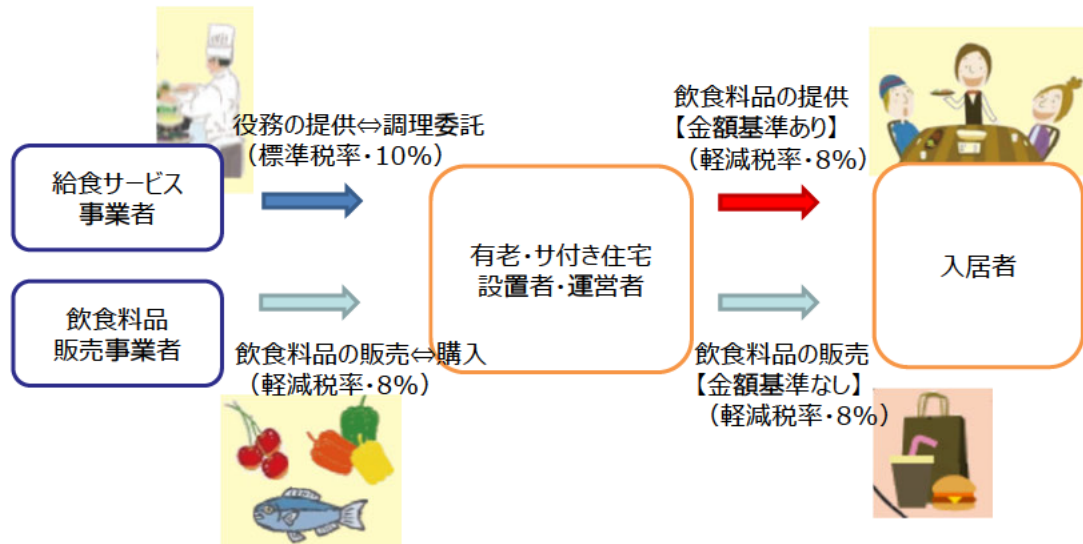 役務の提供⇔調理委託
（標準税率・10%）
飲食料品の提供
【金額基準あり】
（軽減税率・8%）
給食サービス
事業者
有老・サ付き住宅
設置者・運営者
入居者
飲食料品
販売事業者
飲食料品の販売⇔購入
（軽減税率・8%）
飲食料品の販売
【金額基準なし】
（軽減税率・8%）